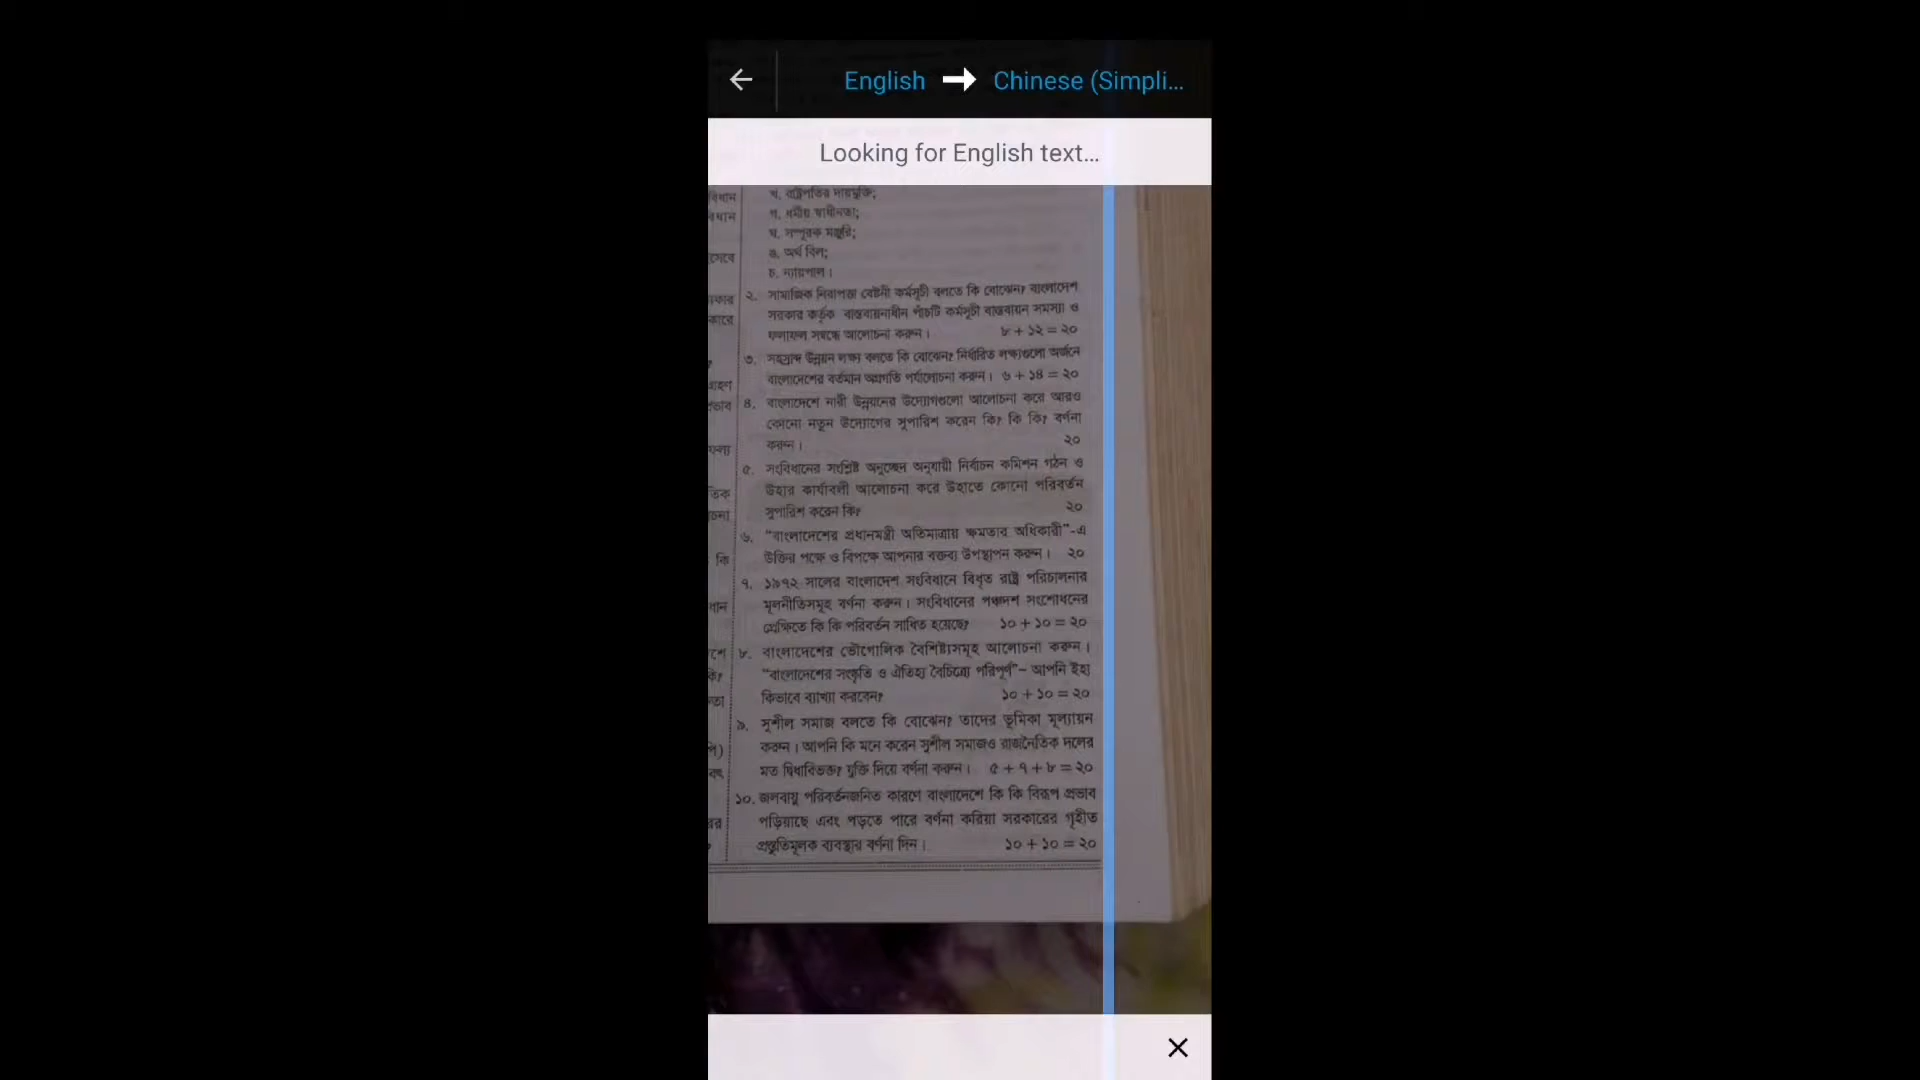 English → Chinese (Simpli...
Looking for English text...
বিধান
খ. রাষ্ট্রপতির দায়মুক্তি;
গ. ধর্মীয় স্বাধীনতা;
ঘ. সম্পূরক মঞ্জুরি;
ঙ. অর্থ বিল;
চ. ন্যায়পাল।
২. সামাজিক নিরাপত্তা বেষ্টনী কর্মসূচী বলতে কি বোঝেন? বাংলাদেশ
সরকার কর্তৃক বাস্তবায়নাধীন পাঁচটি কর্মসূচী বাস্তবায়ন সমস্যা ও
ফলাফল সম্বন্ধে আলোচনা করুন। ৮ + ১২ = ২০
৩. সহস্রাব্দ উন্নয়ন লক্ষ্য বলতে কি বোঝেন? নির্ধারিত লক্ষ্যগুলো অর্জনে
বাংলাদেশের বর্তমান অগ্রগতি পর্যালোচনা করুন। ৬ + ১৪ = ২০
৪. বাংলাদেশে নারী উন্নয়নের উদ্যোগগুলো আলোচনা করে আরও
কোনো নতুন উদ্যোগের সুপারিশ করেন কি? কি কি? বর্ণনা
করুন। ২০
৫. সংবিধানের সংশ্লিষ্ট অনুচ্ছেদ অনুযায়ী নির্বাচন কমিশন গঠন ও
উহার কার্যাবলী আলোচনা করে উহাতে কোনো পরিবর্তন
সুপারিশ করেন কি? ২০
৬. “বাংলাদেশের প্রধানমন্ত্রী অতিমাত্রায় ক্ষমতার অধিকারী”-এ
উক্তির পক্ষে ও বিপক্ষে আপনার বক্তব্য উপস্থাপন করুন। ২০
৭. ১৯৭২ সালের বাংলাদেশ সংবিধানে বিধৃত রাষ্ট্র পরিচালনার
মূলনীতিসমূহ বর্ণনা করুন। সংবিধানের পঞ্চদশ সংশোধনের
প্রেক্ষিতে কি কি পরিবর্তন সাধিত হয়েছে? ১০ + ১০ = ২০
৮. বাংলাদেশের ভৌগোলিক বৈশিষ্ট্যসমূহ আলোচনা করুন।
“বাংলাদেশের সংস্কৃতি ও ঐতিহ্য বৈচিত্র্যে পরিপূর্ণ”– আপনি ইহা
কিভাবে ব্যাখ্যা করবেন? ১০ + ১০ = ২০
৯. সুশীল সমাজ বলতে কি বোঝেন? তাদের ভূমিকা মূল্যায়ন
করুন। আপনি কি মনে করেন সুশীল সমাজও রাজনৈতিক দলের
মত দ্বিধাবিভক্ত? যুক্তি দিয়ে বর্ণনা করুন। ৫ + ৭ + ৮ = ২০
১০. জলবায়ু পরিবর্তনজনিত কারণে বাংলাদেশে কি কি বিরূপ প্রভাব
পড়িয়াছে এবং পড়তে পারে বর্ণনা করিয়া সরকারের গৃহীত
প্রস্তুতিমূলক ব্যবস্থার বর্ণনা দিন। ১০ + ১০ = ২০